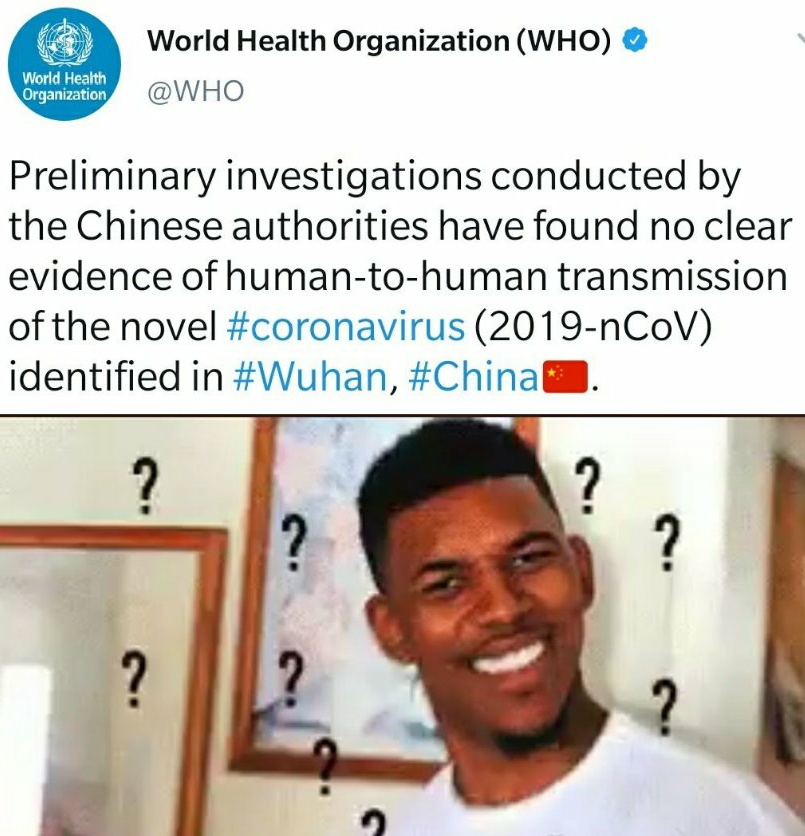 World Health
Organization
World Health Organization (WHO)
@WHO
Preliminary investigations conducted by
the Chinese authorities have found no clear
evidence of human-to-human transmission
of the novel #coronavirus (2019-nCoV)
identified in #Wuhan, #China🇨🇳.
? ?
? ?
? ? ?
?
?